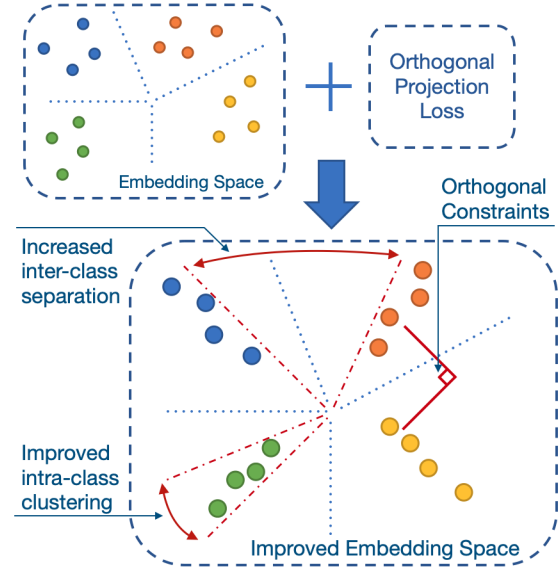 Orthogonal
Projection
Loss
Embedding Space
Orthogonal
Constraints
Increased
inter-class
separation
Improved
intra-class
clustering
Improved Embedding Space